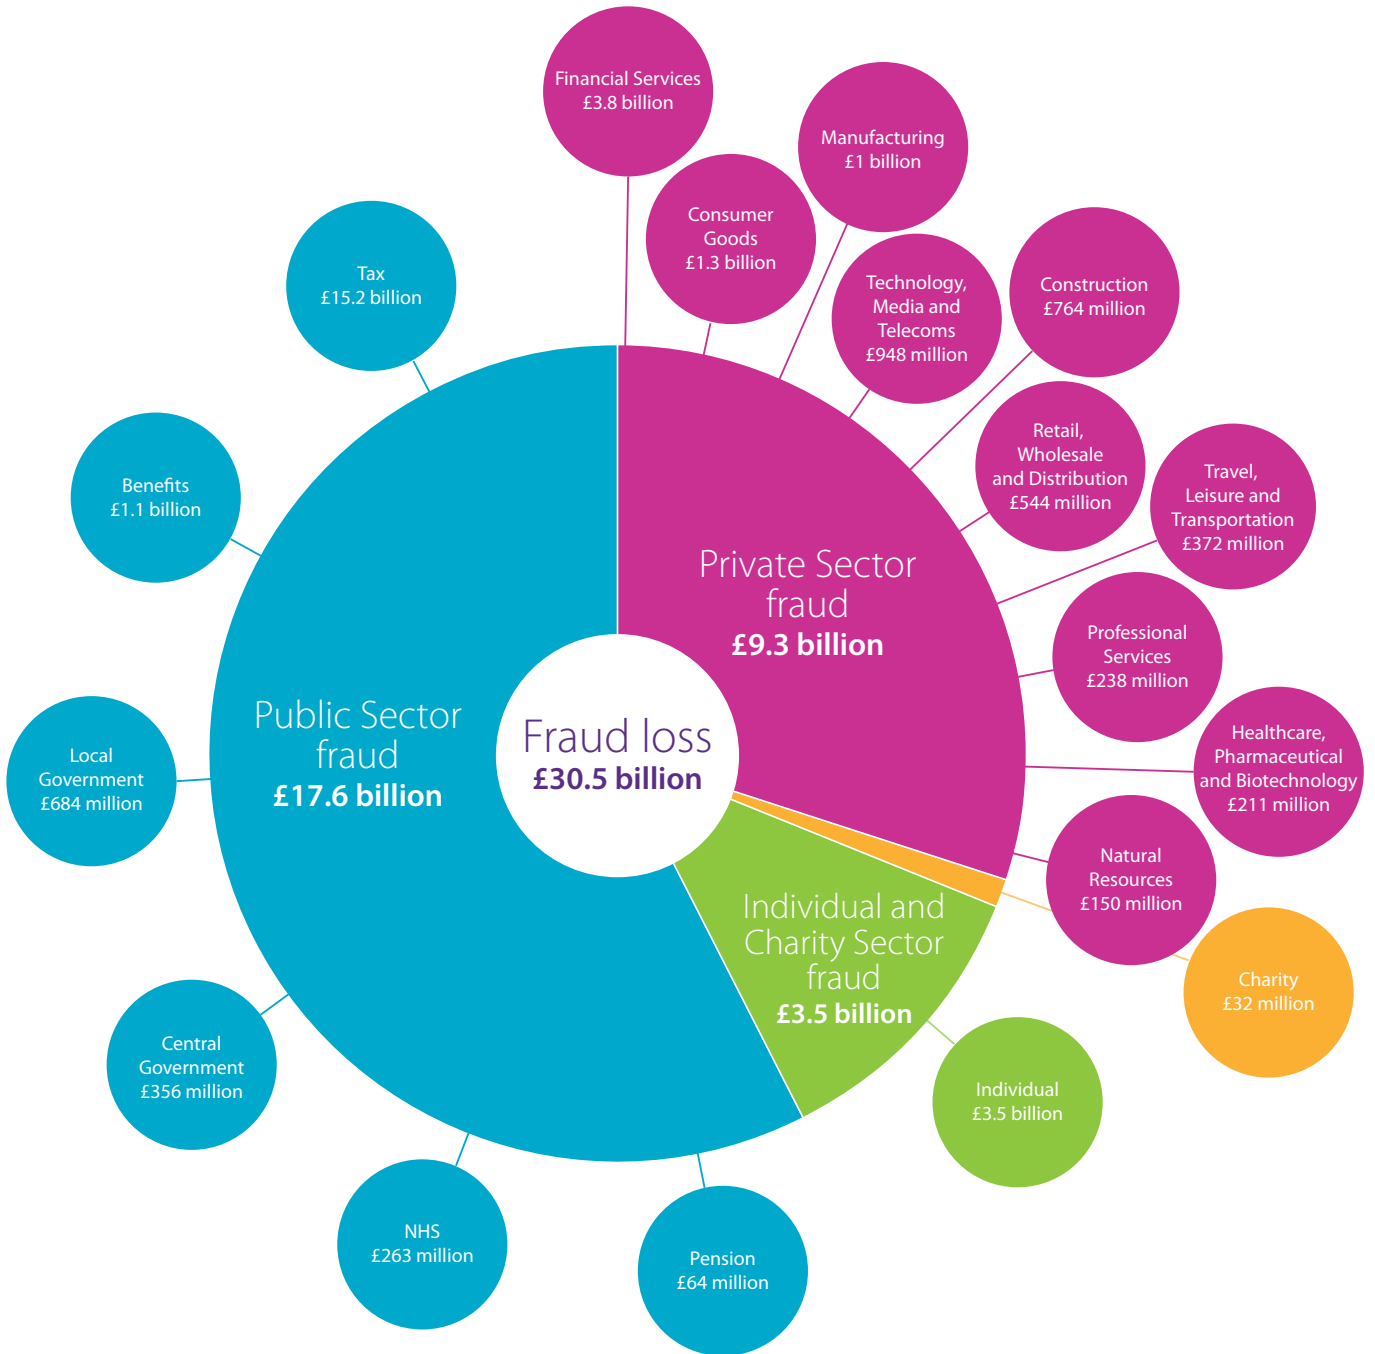 Financial Services
£3.8 billion
Manufacturing
£1 billion
Consumer
Goods
£1.3 billion
Tax
£15.2 billion
Technology,
Media and
Telecoms
£948 million
Construction
£764 million
Retail,
Wholesale
and Distribution
£544 million
Travel,
Leisure and
Transportation
£372 million
Benefits
£1.1 billion
Private Sector
fraud
£9.3 billion
Professional
Services
£238 million
Public Sector
fraud
£17.6 billion
Fraud loss
£30.5 billion
Local
Government
£684 million
Healthcare,
Pharmaceutical
and Biotechnology
£211 million
Natural
Resources
£150 million
Individual and
Charity Sector
fraud
£3.5 billion
Charity
£32 million
Central
Government
£356 million
Individual
£3.5 billion
NHS
£263 million
Pension
£64 million